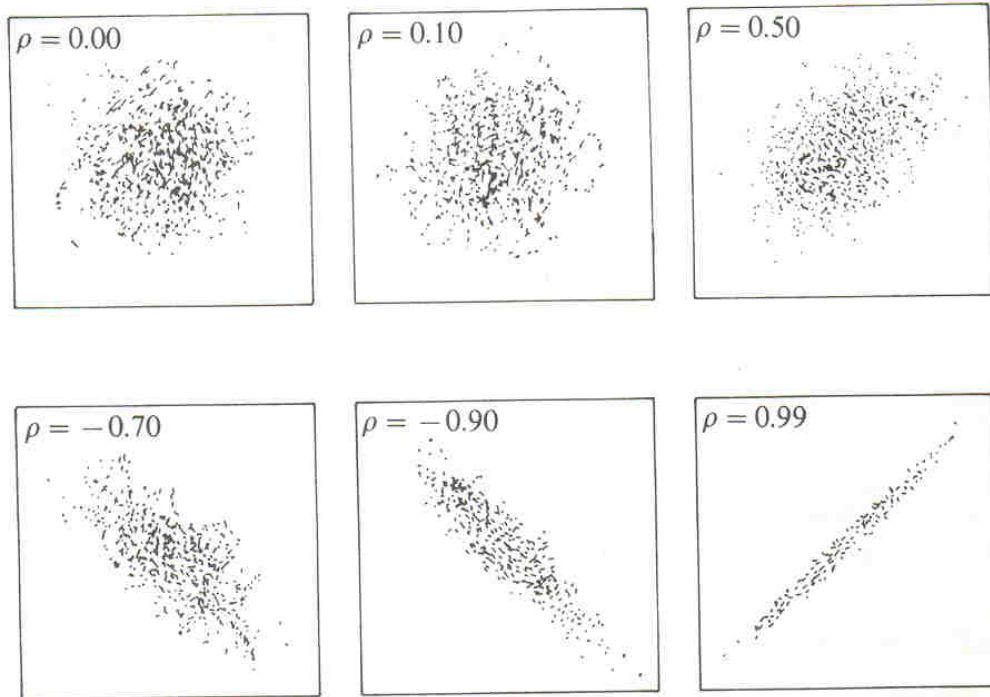 ρ = 0.00
ρ = 0.10
ρ = 0.50
ρ = −0.70
ρ = −0.90
ρ = 0.99